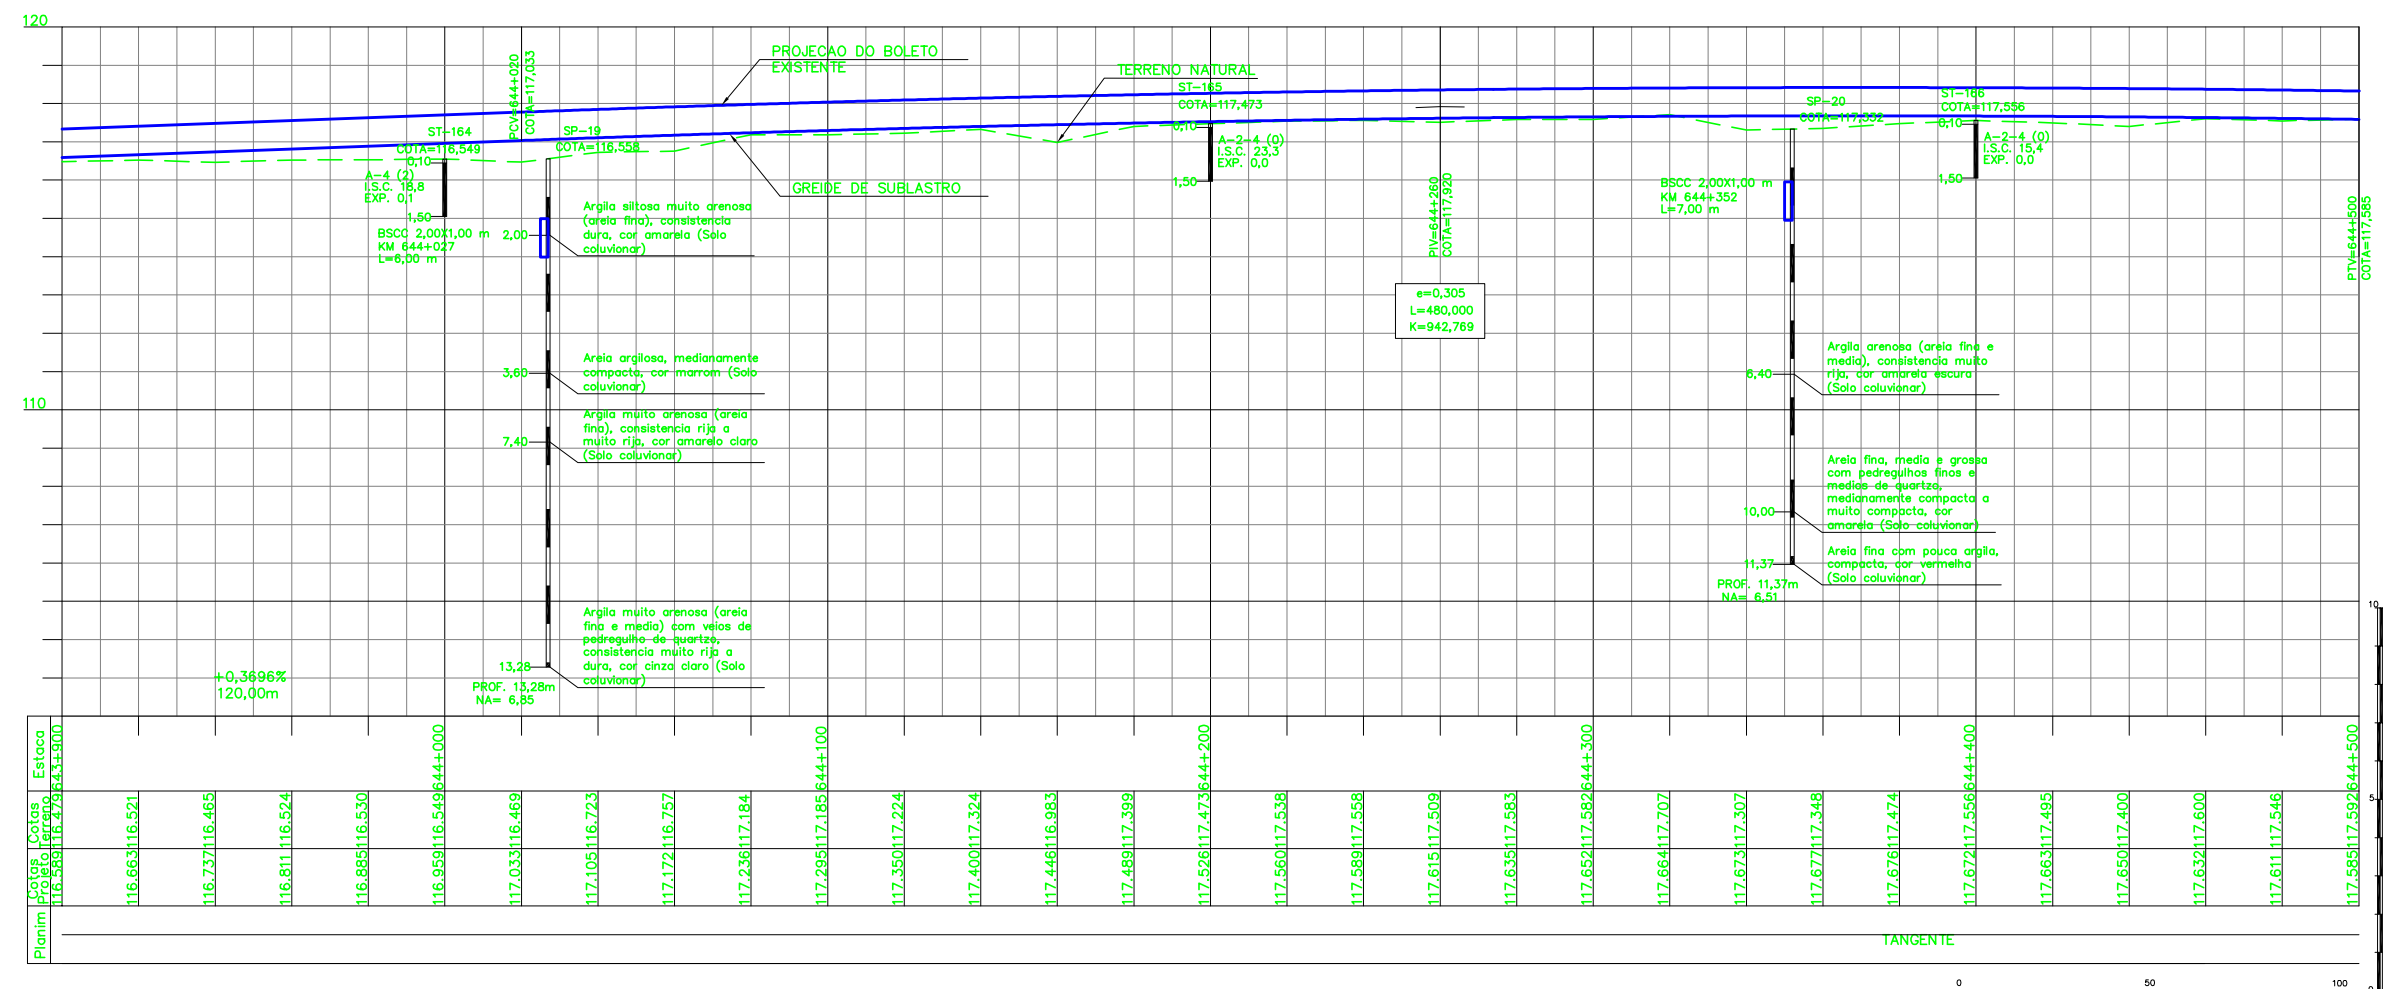 120
PROJECAO DO BOLETO
EXISTENTE
TERRENO NATURAL
GREIDE DE SUBLASTRO
PCV=644+020
COTA=117,033
ST-164
COTA=116,549
0,10
A-4 (2)
I.S.C. 18,8
EXP. 0,1
1,50
BSCC 2,00X1,00 m
KM 644+027
L=6,00 m
SP-19
COTA=116,558
2,00
Argila siltosa muito arenosa
(areia fina), consistencia
dura, cor amarela (Solo
coluvionar)
3,60
Areia argilosa, medianamente
compacta, cor marrom (Solo
coluvionar)
7,40
Argila muito arenosa (areia
fina), consistencia rija a
muito rija, cor amarelo claro
(Solo coluvionar)
13,28
Argila muito arenosa (areia
fina e media) com veios de
pedregulho de quartzo,
consistencia muito rija a
dura, cor cinza claro (Solo
coluvionar)
PROF. 13,28m
NA= 6,85
ST-165
COTA=117,473
0,10
A-2-4 (0)
I.S.C. 23,3
EXP. 0,0
1,50
PIV=644+260
COTA=117,920
e=0,305
L=480,000
K=942,769
SP-20
COTA=117,332
BSCC 2,00X1,00 m
KM 644+352
L=7,00 m
6,40
Argila arenosa (areia fina e
media), consistencia muito
rija, cor amarela escura
(Solo coluvionar)
10,00
Areia fina, media e grossa
com pedregulhos finos e
medios de quartzo,
medianamente compacta a
muito compacta, cor
amarela (Solo coluvionar)
11,37
Areia fina com pouca argila,
compacta, cor vermelha
(Solo coluvionar)
PROF. 11,37m
NA= 6,51
ST-166
COTA=117,556
0,10
A-2-4 (0)
I.S.C. 15,4
EXP. 0,0
1,50
PTV=644+500
COTA=117,585
110
+0,3696%
120,00m
Estaca
643+900 644+000 644+100 644+200 644+300 644+400 644+500
Cotas Terreno
116.479 116.521 116.465 116.524 116.530 116.549 116.469 116.723 116.757 117.184 117.185 117.224 117.324 116.983 117.399 117.473 117.538 117.558 117.509 117.583 117.582 117.707 117.307 117.348 117.474 117.556 117.495 117.400 117.600 117.546 117.592
Cotas Projeto
116.589 116.663 116.737 116.811 116.885 116.959 117.033 117.105 117.172 117.236 117.295 117.350 117.400 117.446 117.489 117.526 117.560 117.589 117.615 117.635 117.652 117.664 117.673 117.677 117.676 117.672 117.663 117.650 117.632 117.611 117.585
Planim
TANGENTE
10
5
0
0 50 100